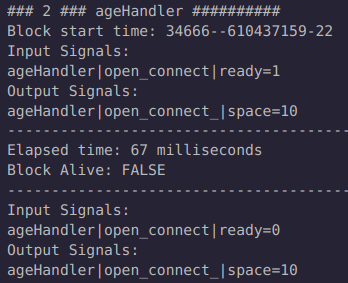 ### 2 ### ageHandler ##########
Block start time: 34666--610437159-22
Input Signals:
ageHandler|open_connect|ready=1
Output Signals:
ageHandler|open_connect_|space=10
----------------------------------------
Elapsed time: 67 milliseconds
Block Alive: FALSE
----------------------------------------
Input Signals:
ageHandler|open_connect|ready=0
Output Signals:
ageHandler|open_connect_|space=10